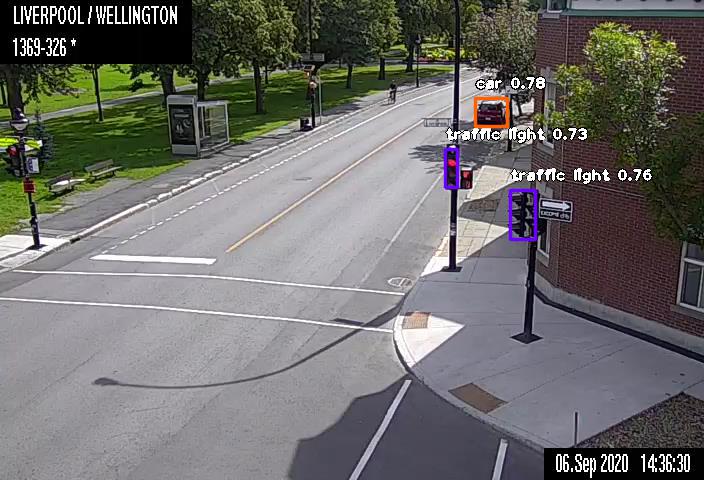 LIVERPOOL / WELLINGTON
1369-326 *
car 0.78
traffic light 0.73
traffic light 0.76
06.Sep 2020 14:36:30